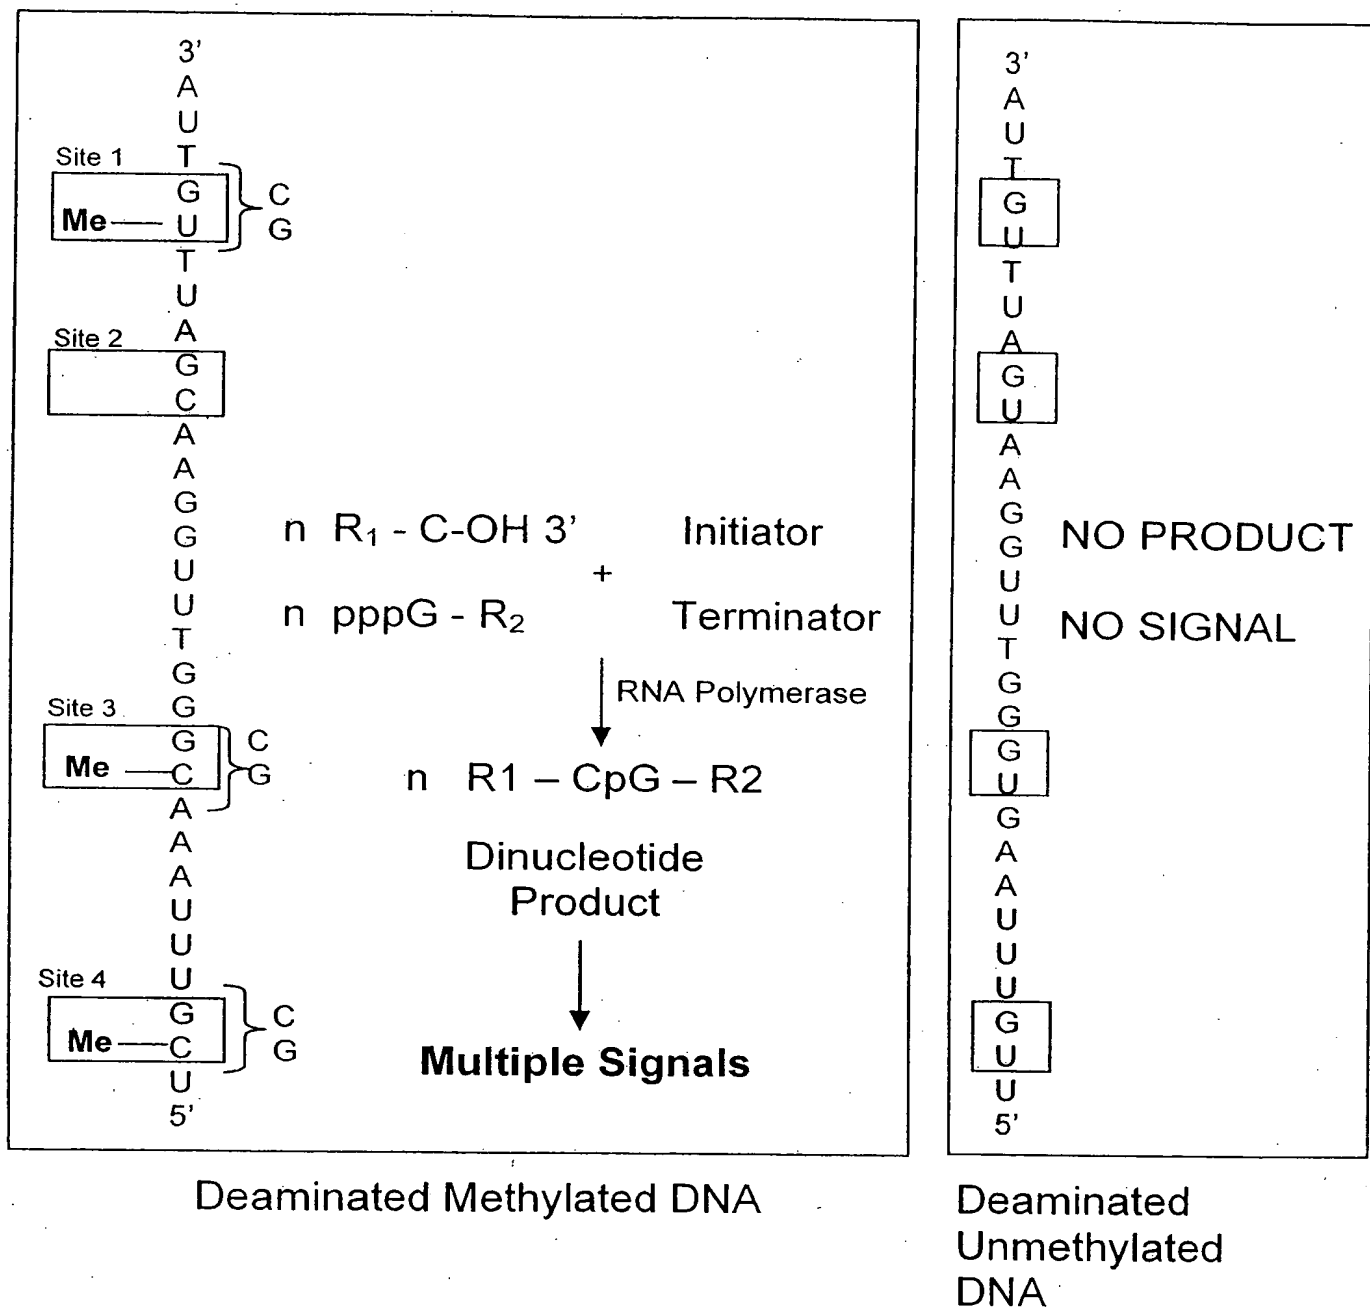 3'
A
U
T
Site 1
G
Me — U
C
G
T
U
A
Site 2
G
C
A
A
G
G
U
U
T
G
G
Site 3
G
Me — C
C
G
A
A
A
U
U
U
Site 4
G
Me — C
C
G
U
5'
n R₁ - C-OH 3' Initiator
+
n pppG - R₂ Terminator
RNA Polymerase
n R1 – CpG – R2
Dinucleotide
Product
Multiple Signals
Deaminated Methylated DNA
3'
A
U
T
G
U
T
U
A
G
U
A
A
G
G
U
U
T
G
G
G
U
G
A
A
U
U
U
G
U
U
5'
NO PRODUCT
NO SIGNAL
Deaminated
Unmethylated
DNA